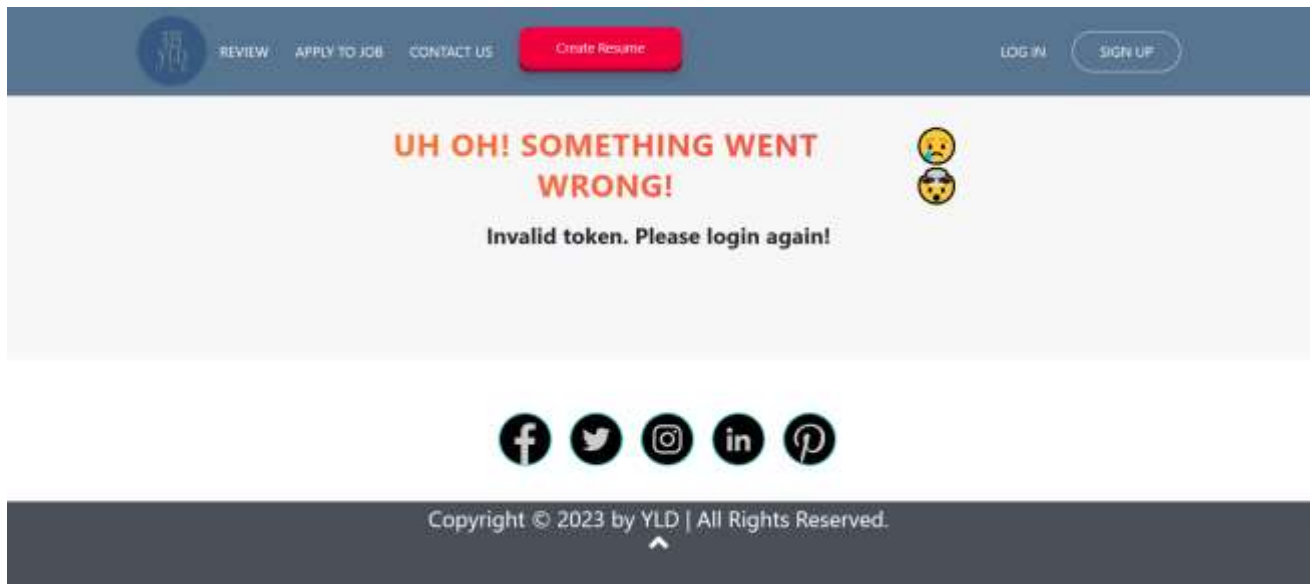 REVIEW APPLY TO JOB CONTACT US Create Resume LOG IN SIGN UP
UH OH! SOMETHING WENT
WRONG!
Invalid token. Please login again!
Copyright © 2023 by YLD | All Rights Reserved.